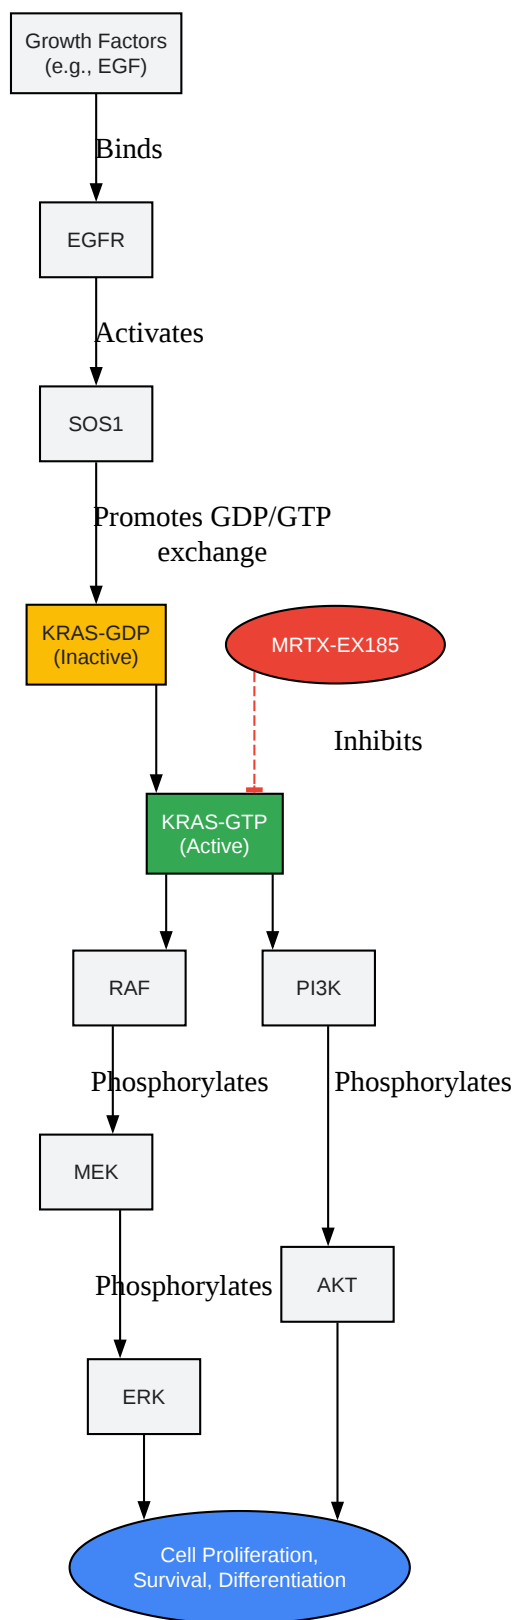 Growth Factors
(e.g., EGF)
Binds
EGFR
Activates
SOS1
Promotes GDP/GTP
exchange
KRAS-GDP
(Inactive)
MRTX-EX185
Inhibits
KRAS-GTP
(Active)
RAF
PI3K
Phosphorylates
Phosphorylates
MEK
AKT
Phosphorylates
ERK
Cell Proliferation,
Survival, Differentiation